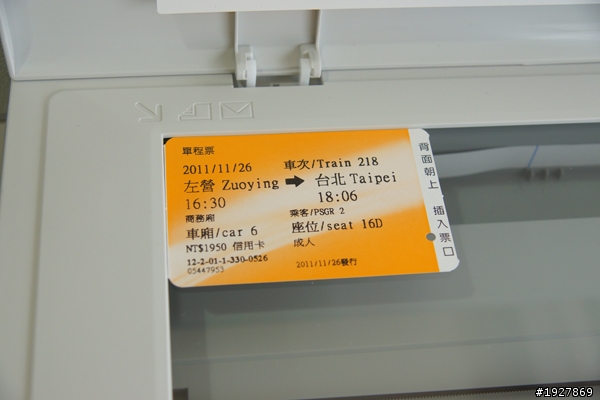 單程票
2011/11/26 車次/Train 218
左營 Zuoying → 台北 Taipei
16:30 18:06
商務廂 乘客/PSGR 2
車廂/car 6 座位/seat 16D
NT$1950 信用卡 成人
12-2-01-1-330-0526
05447953 2011/11/26發行
背面朝上 插入票口
#1927869